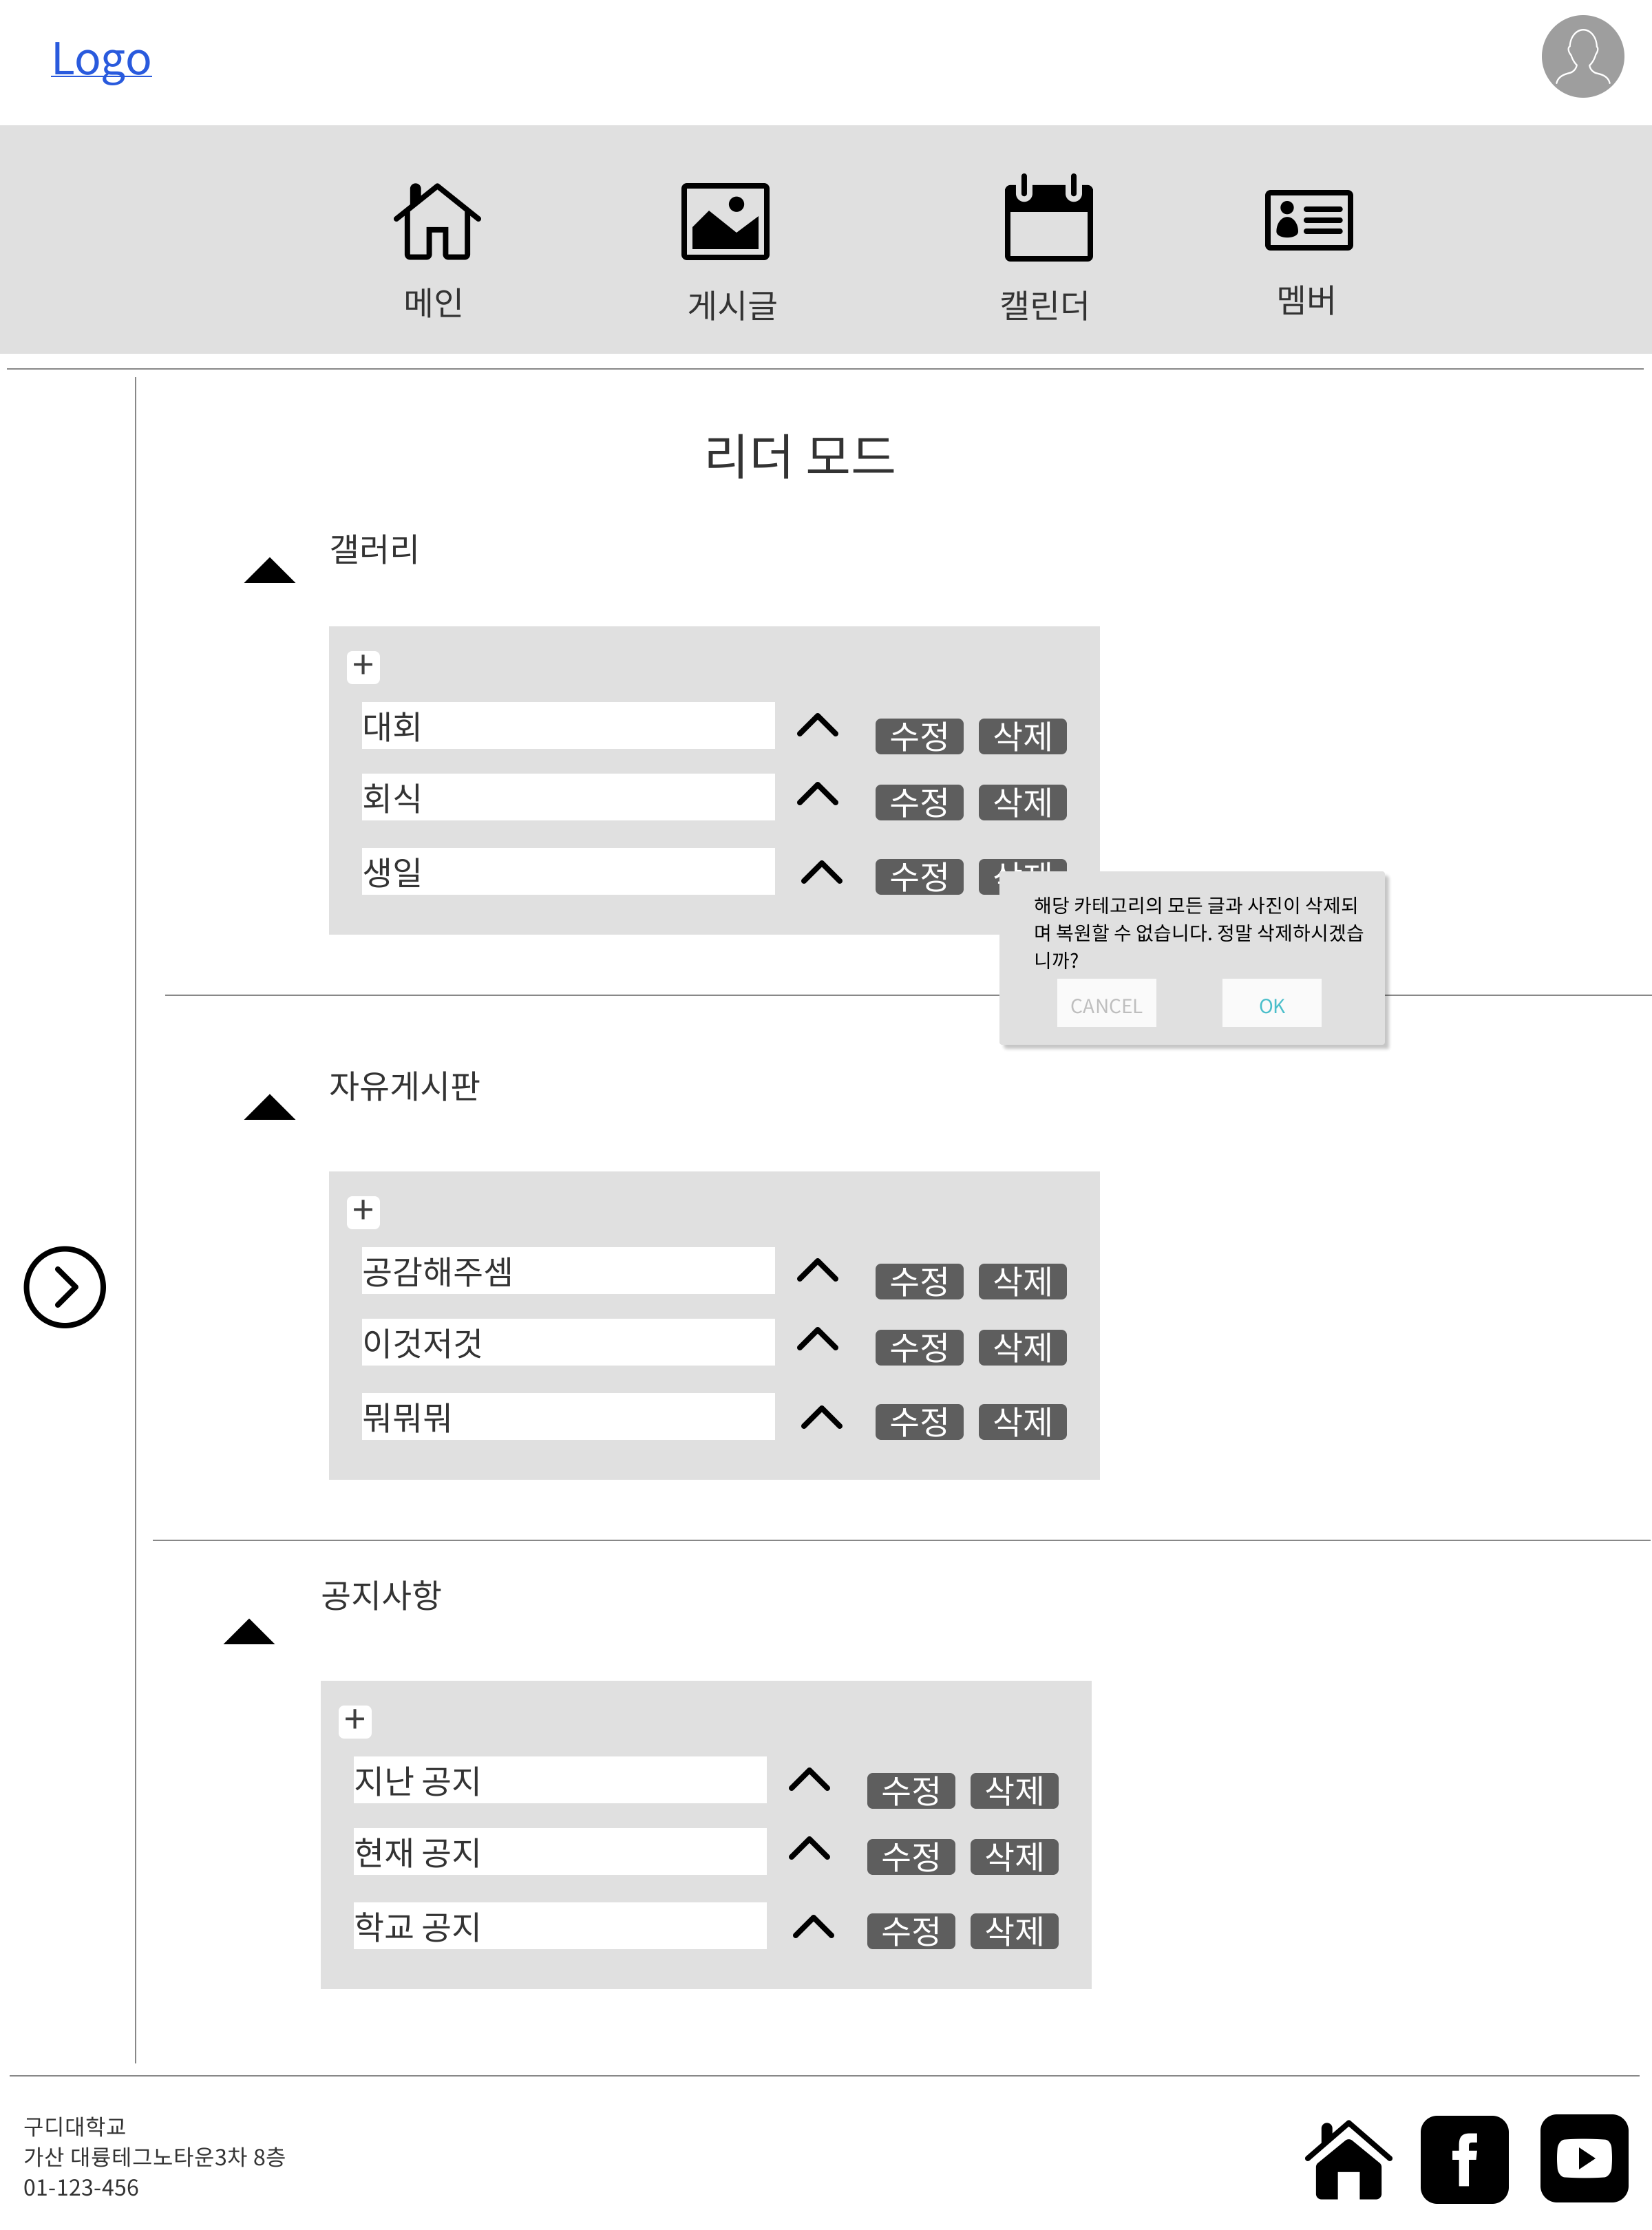 Logo
메인
게시글
캘린더
멤버
리더 모드
갤러리
+
대회
수정
삭제
회식
수정
삭제
생일
수정
삭제
해당 카테고리의 모든 글과 사진이 삭제되
며 복원할 수 없습니다. 정말 삭제하시겠습
니까?
CANCEL
OK
자유게시판
+
공감해주셈
수정
삭제
이것저것
수정
삭제
뭐뭐뭐
수정
삭제
공지사항
+
지난 공지
수정
삭제
현재 공지
수정
삭제
학교 공지
수정
삭제
구디대학교
가산 대륭테그노타운3차 8층
01-123-456